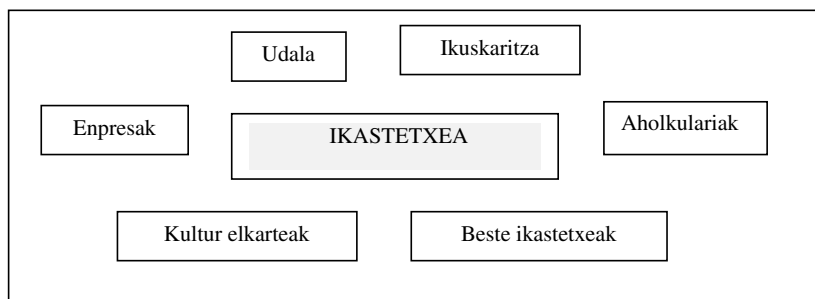 Udala
Ikuskaritza
Enpresak
IKASTETXEA
Aholkulariak
Kultur elkarteak
Beste ikastetxeak